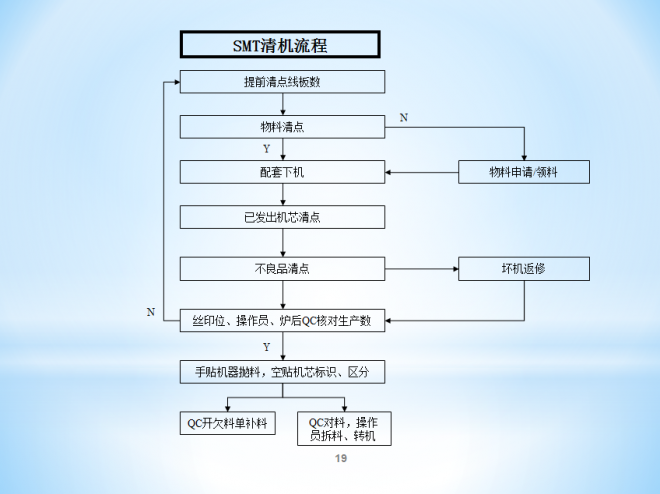 SMT清机流程
提前清点线板数
物料清点
N
Y
配套下机
物料申请/领料
已发出机芯清点
不良品清点
坏机返修
N
丝印位、操作员、炉后QC核对生产数
Y
手贴机器抛料，空贴机芯标识、区分
QC开欠料单补料
QC对料，操作
员拆料、转机
19